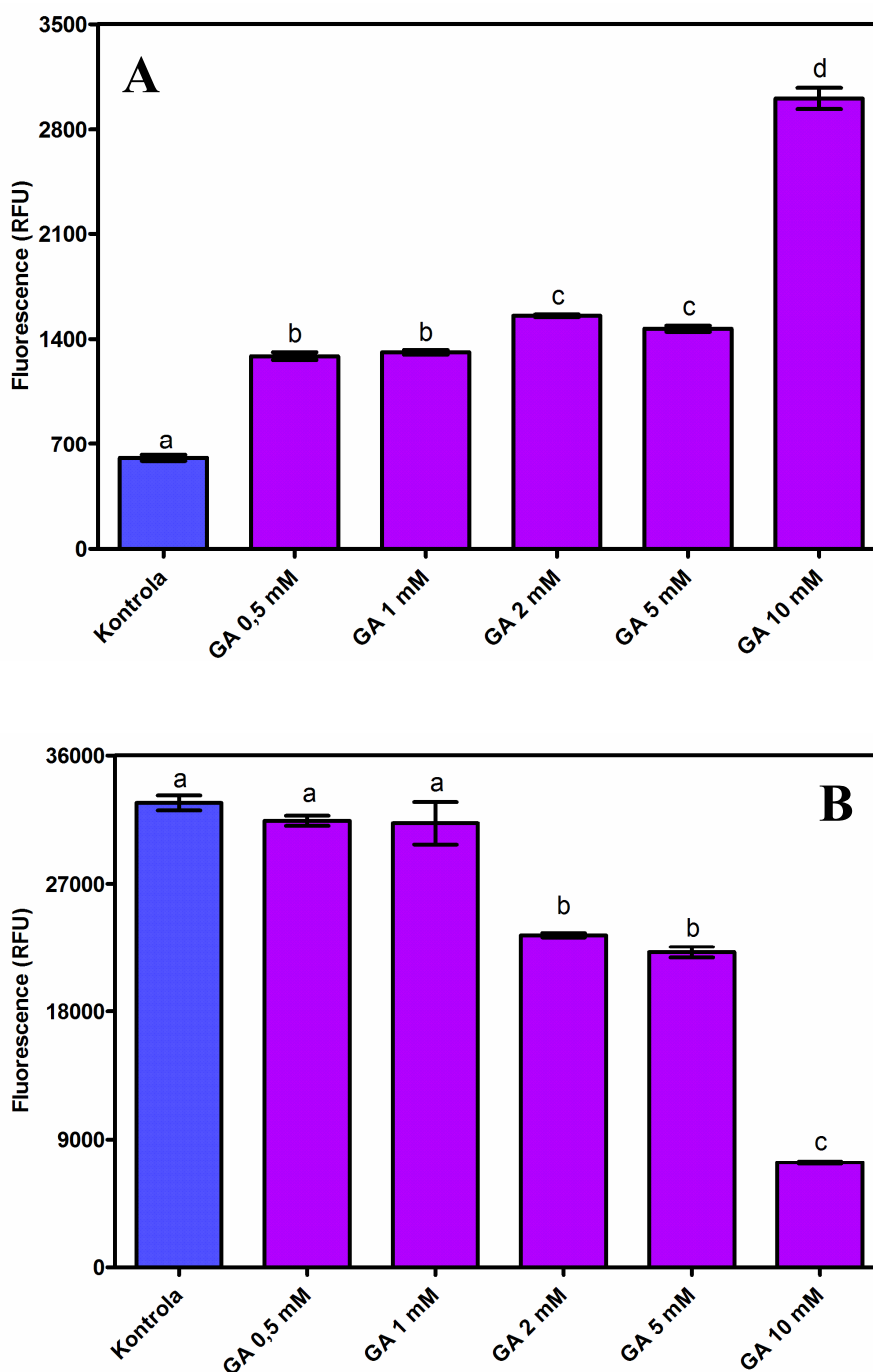 A
Fluorescence (RFU)
3500
2800
2100
1400
700
0
a
b
b
c
c
d
Kontrola
GA 0,5 mM
GA 1 mM
GA 2 mM
GA 5 mM
GA 10 mM
B
Fluorescence (RFU)
36000
27000
18000
9000
0
a
a
a
b
b
c
Kontrola
GA 0,5 mM
GA 1 mM
GA 2 mM
GA 5 mM
GA 10 mM